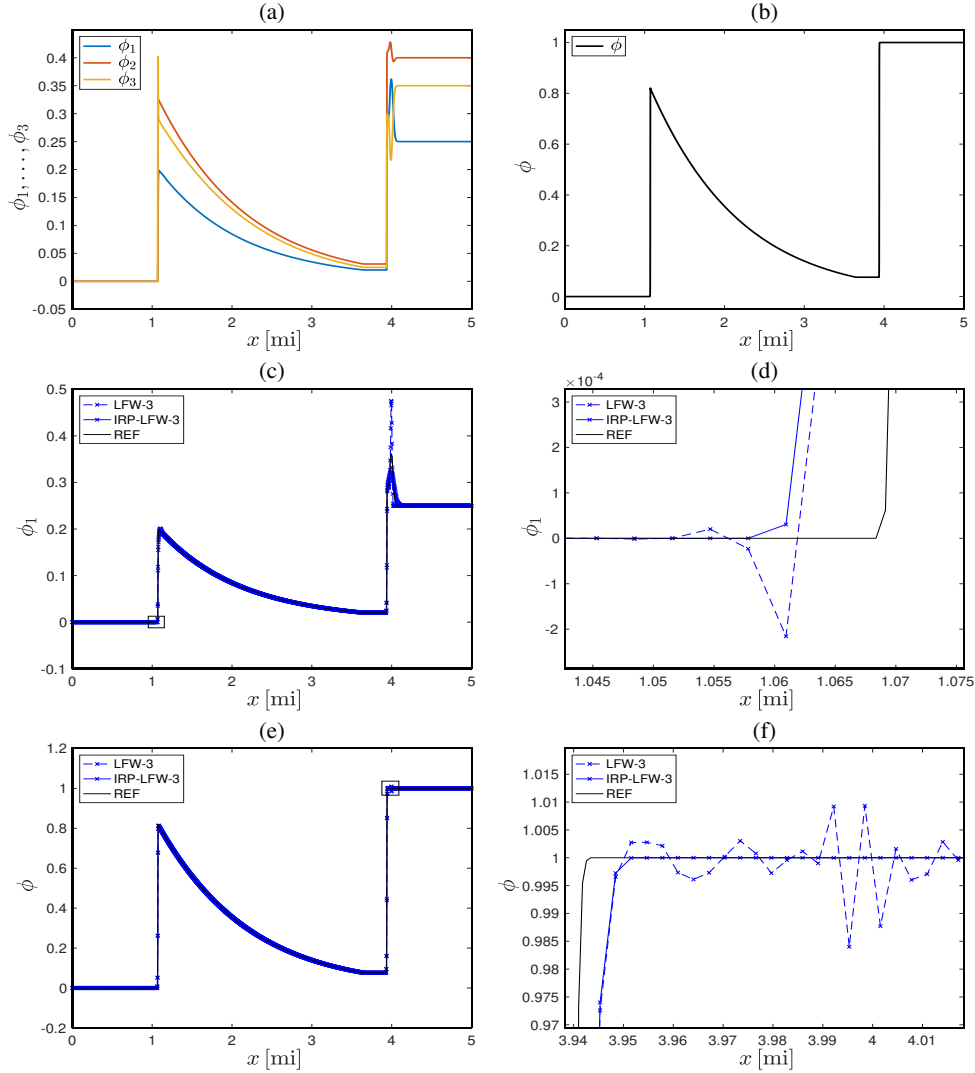 (a)
ϕ₁
ϕ₂
ϕ₃
0.4
0.35
0.3
0.25
0.2
0.15
0.1
0.05
0
-0.05
ϕ₁, …, ϕ₃
0 1 2 3 4 5
x [mi]
(b)
ϕ
1
0.8
0.6
0.4
0.2
0
ϕ
0 1 2 3 4 5
x [mi]
(c)
LFW-3
IRP-LFW-3
REF
0.5
0.4
0.3
0.2
0.1
0
-0.1
ϕ₁
0 1 2 3 4 5
x [mi]
(d)
×10⁻⁴
LFW-3
IRP-LFW-3
REF
3
2
1
0
-1
-2
ϕ₁
1.045 1.05 1.055 1.06 1.065 1.07 1.075
x [mi]
(e)
LFW-3
IRP-LFW-3
REF
1.2
1
0.8
0.6
0.4
0.2
0
-0.2
ϕ
0 1 2 3 4 5
x [mi]
(f)
LFW-3
IRP-LFW-3
REF
1.015
1.01
1.005
1
0.995
0.99
0.985
0.98
0.975
0.97
ϕ
3.94 3.95 3.96 3.97 3.98 3.99 4 4.01
x [mi]